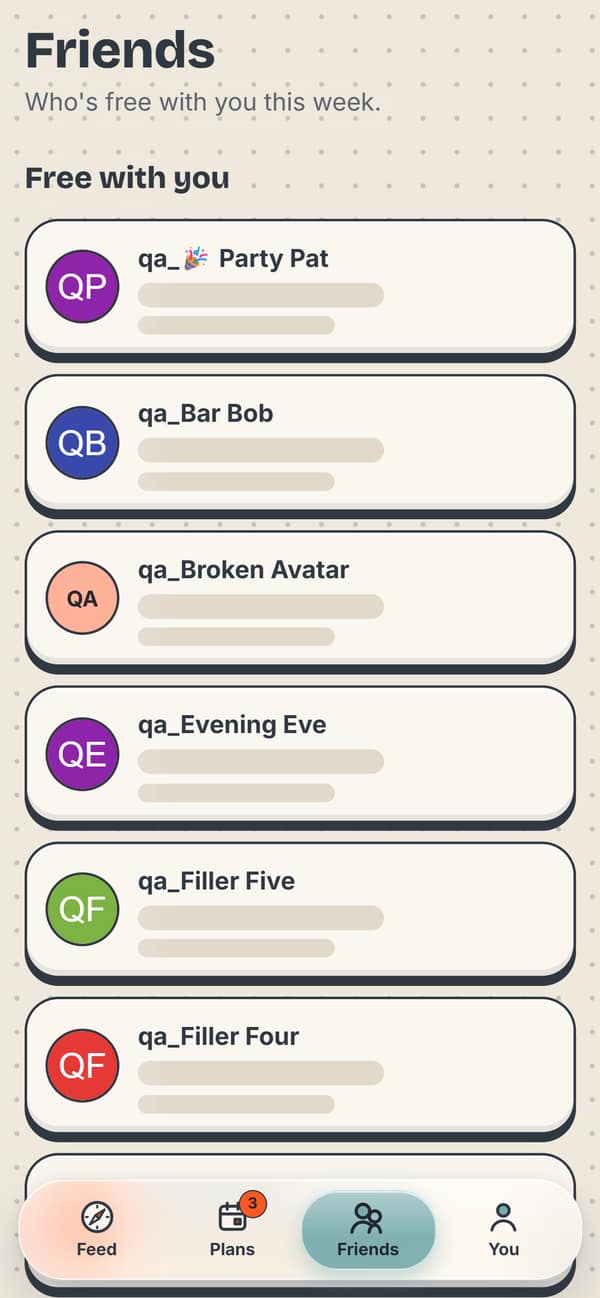 Friends
Who's free with you this week.
Free with you
QP
qa_🎉 Party Pat
QB
qa_Bar Bob
QA
qa_Broken Avatar
QE
qa_Evening Eve
QF
qa_Filler Five
QF
qa_Filler Four
3
Feed
Plans
Friends
You